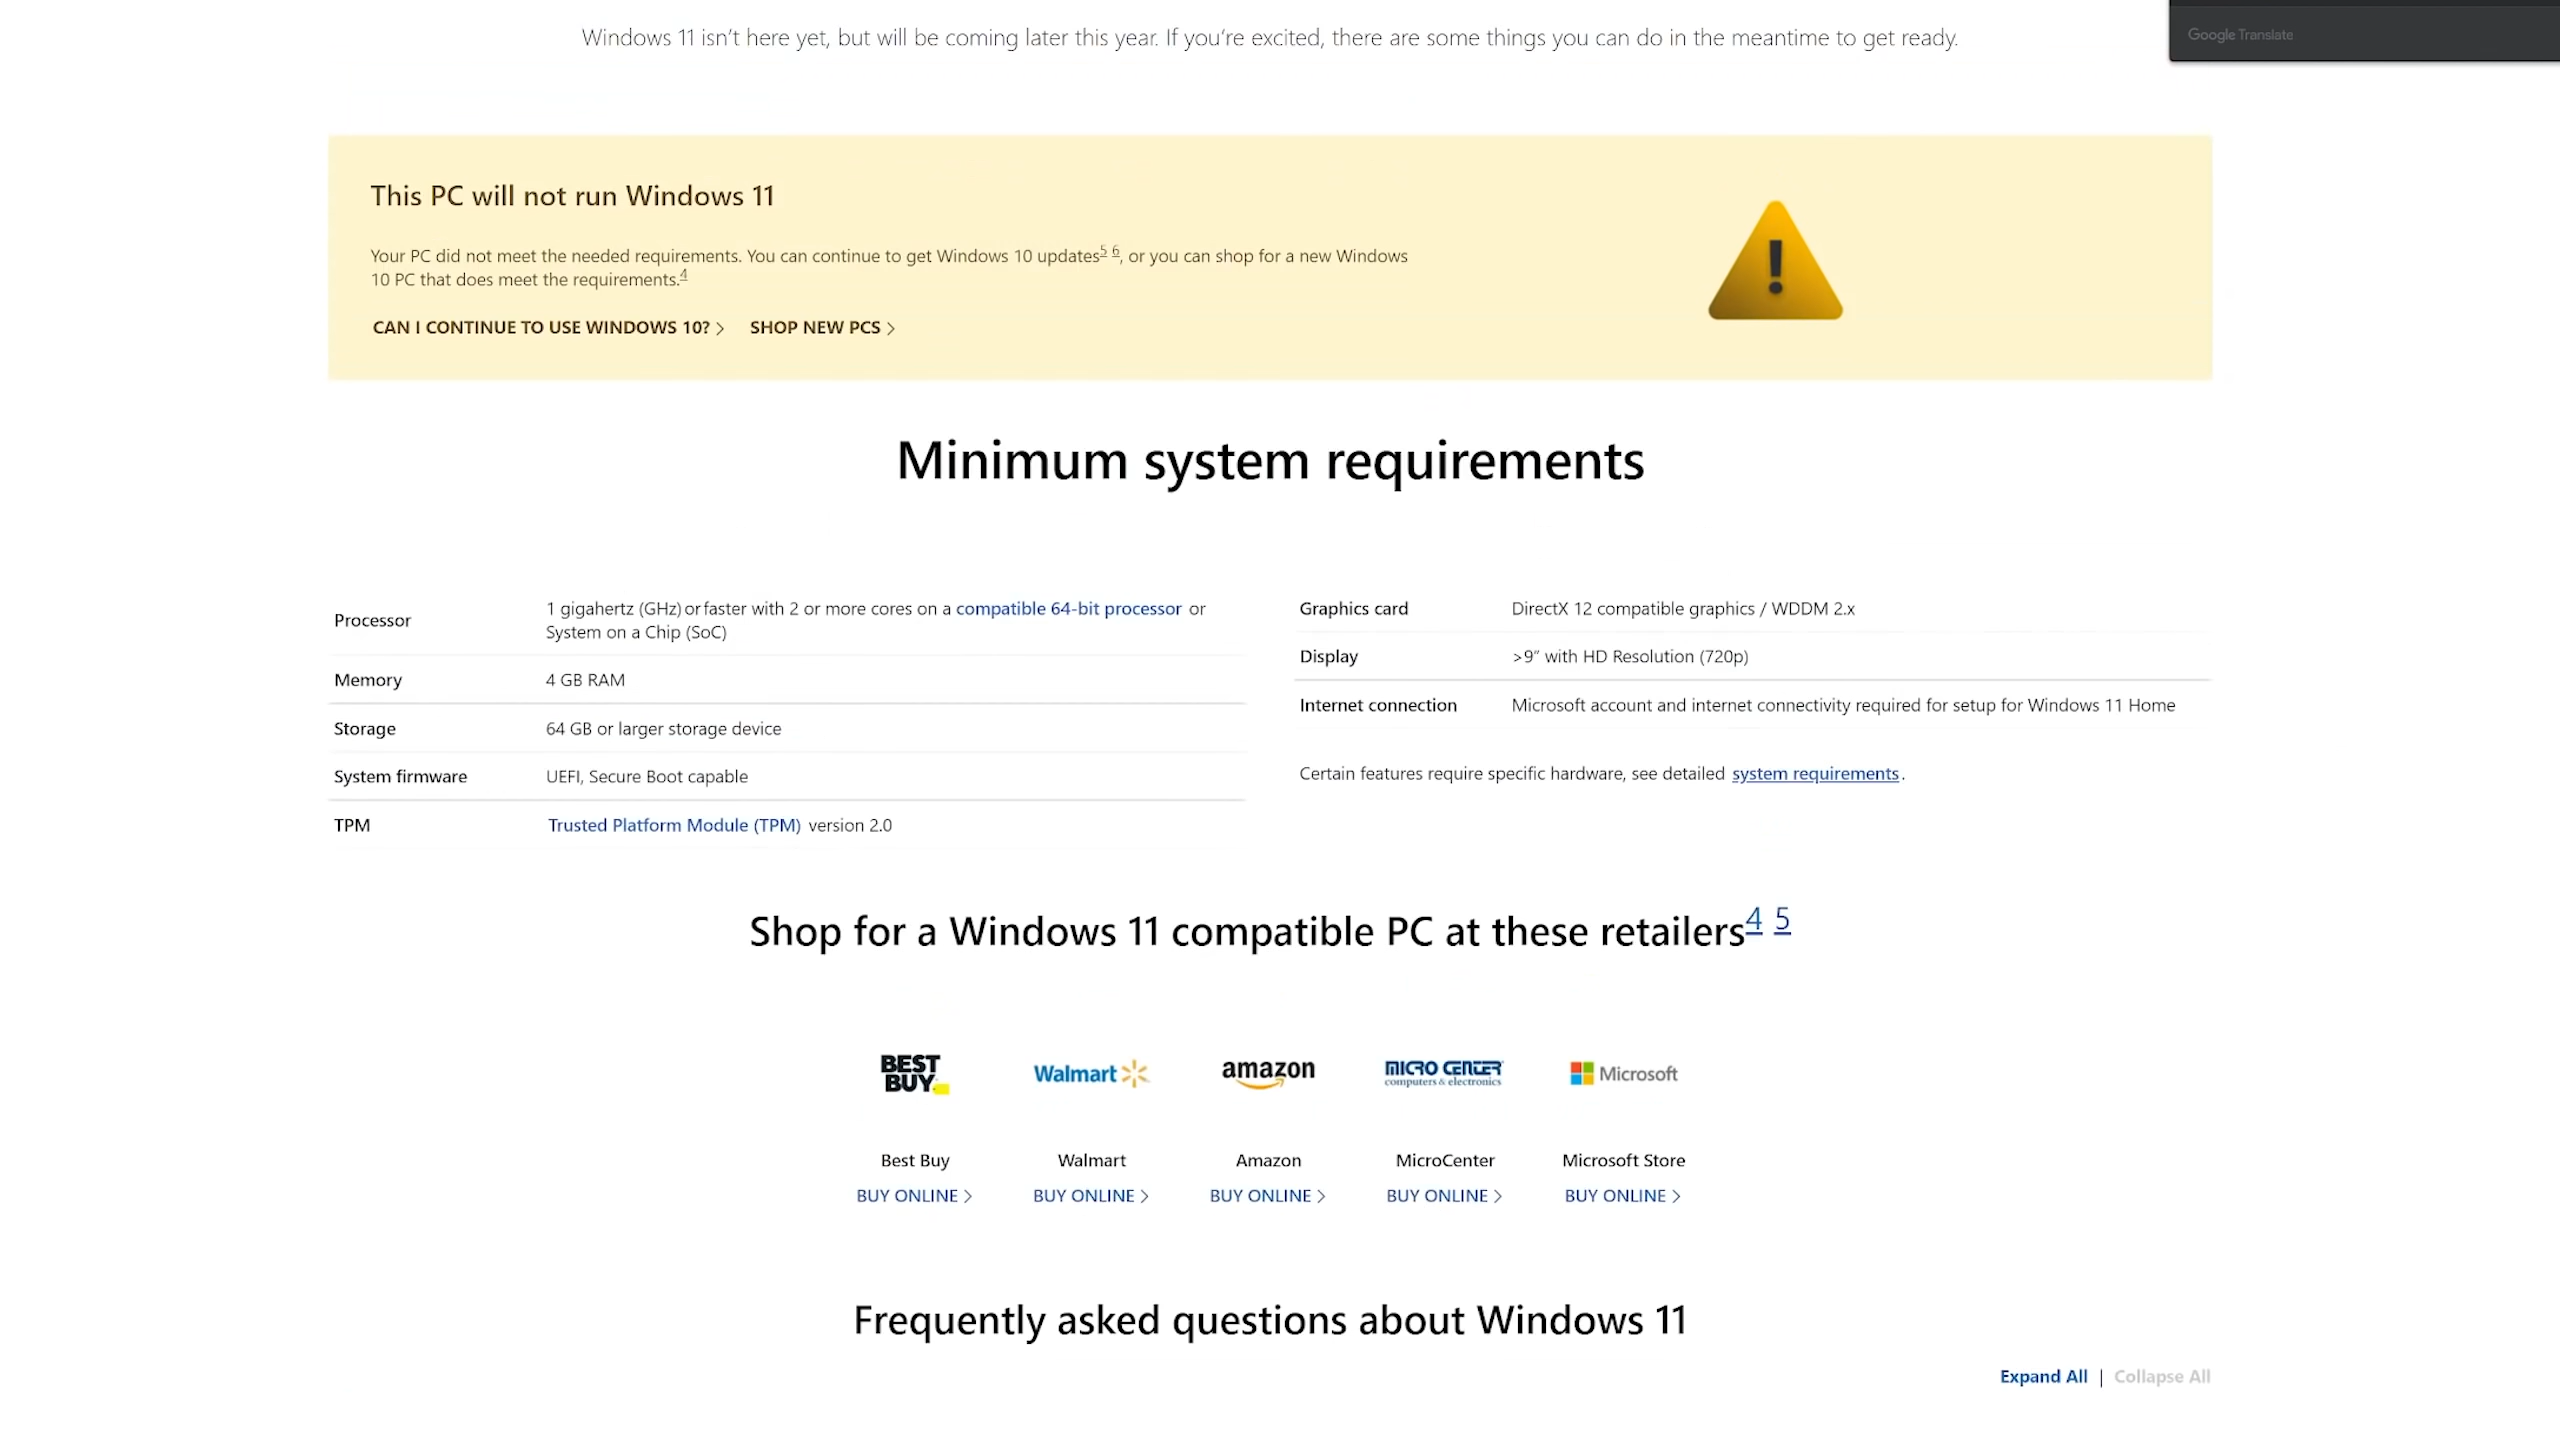 Windows 11 isn't here yet, but will be coming later this year. If you're excited, there are some things you can do in the meantime to get ready.
Google Translate
This PC will not run Windows 11
Your PC did not meet the needed requirements. You can continue to get Windows 10 updates5 6, or you can shop for a new Windows
10 PC that does meet the requirements.4
CAN I CONTINUE TO USE WINDOWS 10? >
SHOP NEW PCS >
Minimum system requirements
Processor
1 gigahertz (GHz) or faster with 2 or more cores on a compatible 64-bit processor or
System on a Chip (SoC)
Memory
4 GB RAM
Storage
64 GB or larger storage device
System firmware
UEFI, Secure Boot capable
TPM
Trusted Platform Module (TPM) version 2.0
Graphics card
DirectX 12 compatible graphics / WDDM 2.x
Display
>9" with HD Resolution (720p)
Internet connection
Microsoft account and internet connectivity required for setup for Windows 11 Home
Certain features require specific hardware, see detailed system requirements.
Shop for a Windows 11 compatible PC at these retailers4 5
BEST
BUY
Walmart
amazon
MICRO CENTER
computers & electronics
Microsoft
Best Buy
Walmart
Amazon
MicroCenter
Microsoft Store
BUY ONLINE >
BUY ONLINE >
BUY ONLINE >
BUY ONLINE >
BUY ONLINE >
Frequently asked questions about Windows 11
Expand All | Collapse All